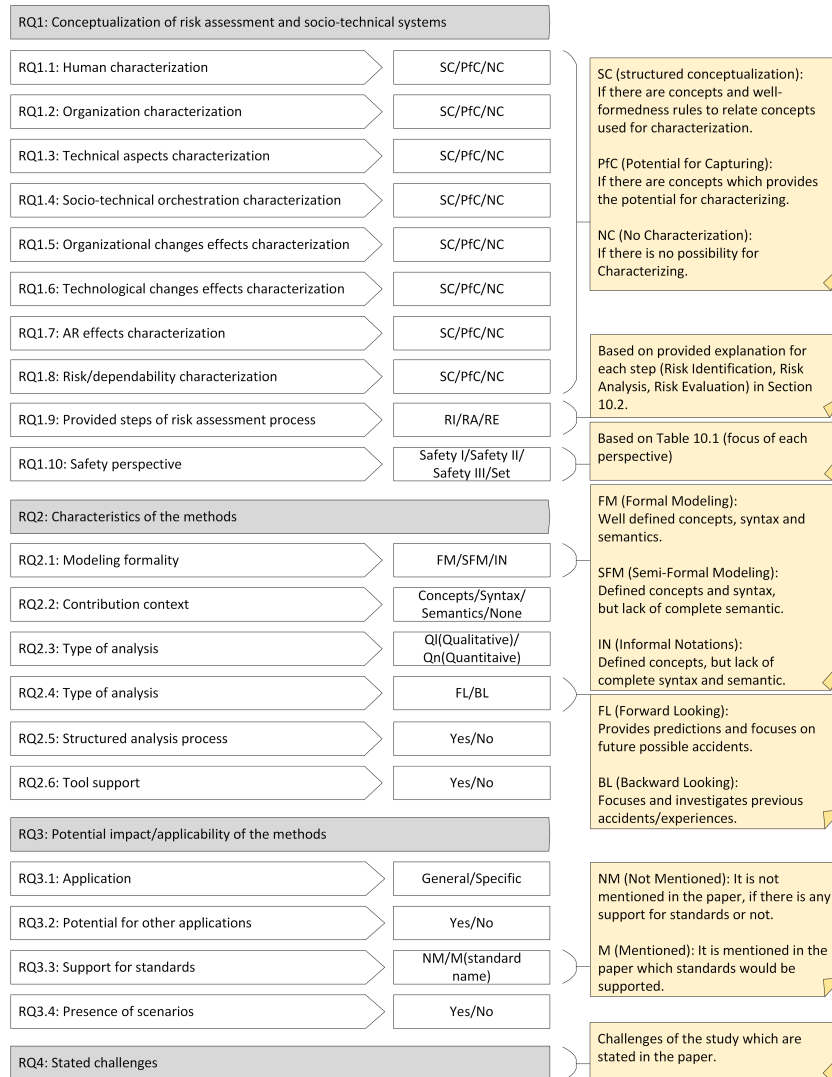 RQ1: Conceptualization of risk assessment and socio-technical systems
RQ1.1: Human characterization
SC/PfC/NC
RQ1.2: Organization characterization
SC/PfC/NC
RQ1.3: Technical aspects characterization
SC/PfC/NC
RQ1.4: Socio-technical orchestration characterization
SC/PfC/NC
RQ1.5: Organizational changes effects characterization
SC/PfC/NC
RQ1.6: Technological changes effects characterization
SC/PfC/NC
RQ1.7: AR effects characterization
SC/PfC/NC
RQ1.8: Risk/dependability characterization
SC/PfC/NC
SC (structured conceptualization):
If there are concepts and well-
formedness rules to relate concepts
used for characterization.
PfC (Potential for Capturing):
If there are concepts which provides
the potential for characterizing.
NC (No Characterization):
If there is no possibility for
Characterizing.
RQ1.9: Provided steps of risk assessment process
RI/RA/RE
Based on provided explanation for
each step (Risk Identification, Risk
Analysis, Risk Evaluation) in Section
10.2.
RQ1.10: Safety perspective
Safety I/Safety II/
Safety III/Set
Based on Table 10.1 (focus of each
perspective)
RQ2: Characteristics of the methods
RQ2.1: Modeling formality
FM/SFM/IN
FM (Formal Modeling):
Well defined concepts, syntax and
semantics.
SFM (Semi-Formal Modeling):
Defined concepts and syntax,
but lack of complete semantic.
IN (Informal Notations):
Defined concepts, but lack of
complete syntax and semantic.
RQ2.2: Contribution context
Concepts/Syntax/
Semantics/None
RQ2.3: Type of analysis
Ql(Qualitative)/
Qn(Quantitaive)
RQ2.4: Type of analysis
FL/BL
FL (Forward Looking):
Provides predictions and focuses on
future possible accidents.
BL (Backward Looking):
Focuses and investigates previous
accidents/experiences.
RQ2.5: Structured analysis process
Yes/No
RQ2.6: Tool support
Yes/No
RQ3: Potential impact/applicability of the methods
RQ3.1: Application
General/Specific
RQ3.2: Potential for other applications
Yes/No
RQ3.3: Support for standards
NM/M(standard
name)
NM (Not Mentioned): It is not
mentioned in the paper, if there is any
support for standards or not.
M (Mentioned): It is mentioned in the
paper which standards would be
supported.
RQ3.4: Presence of scenarios
Yes/No
RQ4: Stated challenges
Challenges of the study which are
stated in the paper.